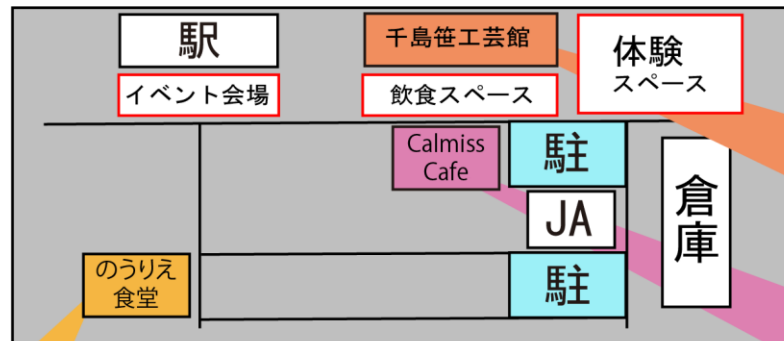 駅
千島笹工芸館
体験
スペース
イベント会場
飲食スペース
Calmiss
Cafe
駐
JA
倉庫
のうりえ
食堂
駐